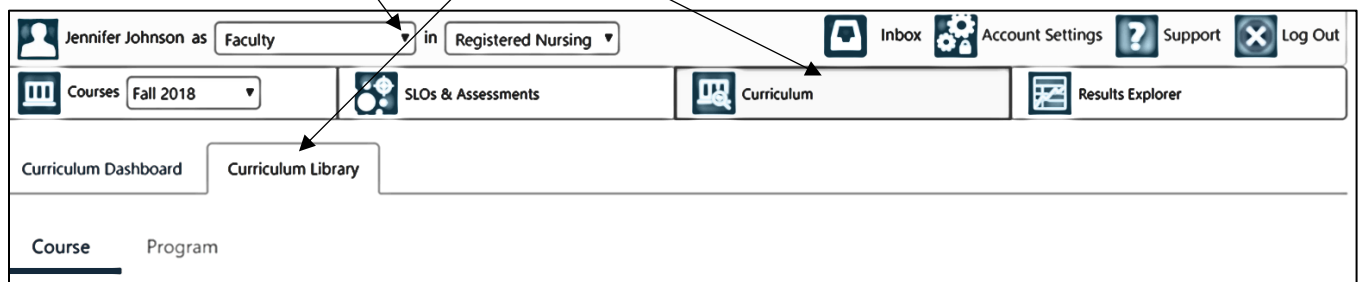 Jennifer Johnson as Faculty in Registered Nursing Inbox Account Settings ? Support Log Out
Courses Fall 2018 SLOs & Assessments Curriculum Results Explorer
Curriculum Dashboard Curriculum Library
Course Program